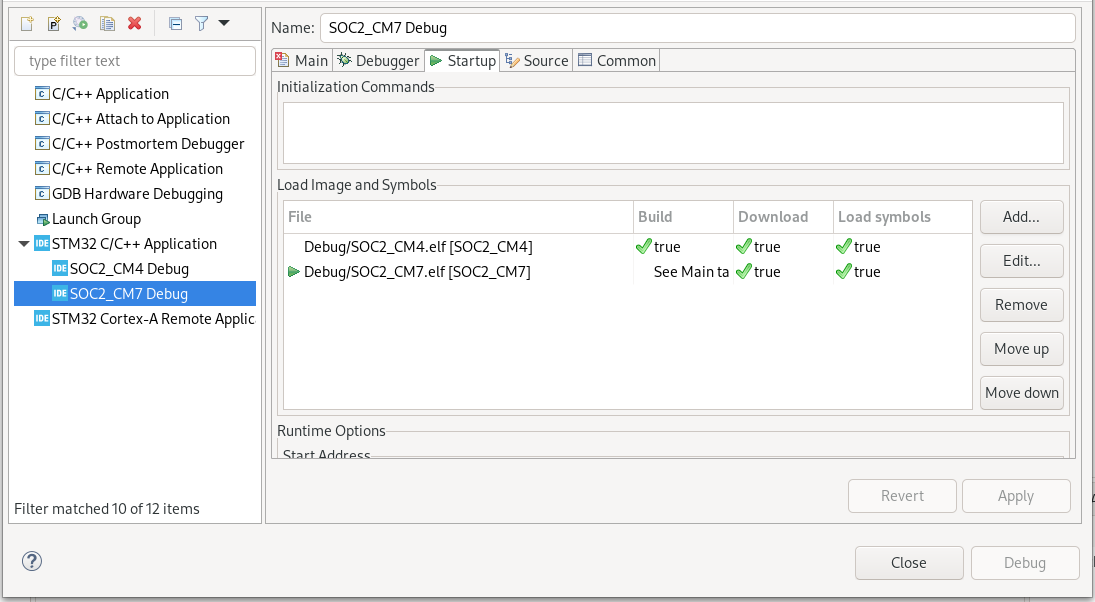 Name: SOC2_CM7 Debug
type filter text
C/C++ Application
C/C++ Attach to Application
C/C++ Postmortem Debugger
C/C++ Remote Application
GDB Hardware Debugging
Launch Group
IDE STM32 C/C++ Application
IDE SOC2_CM4 Debug
IDE SOC2_CM7 Debug
IDE STM32 Cortex-A Remote Applic
Filter matched 10 of 12 items
Main Debugger Startup Source Common
Initialization Commands
Load Image and Symbols
File Build Download Load symbols
Debug/SOC2_CM4.elf [SOC2_CM4] true true true
Debug/SOC2_CM7.elf [SOC2_CM7] See Main ta true true
Add...
Edit...
Remove
Move up
Move down
Runtime Options
Start Address
Revert Apply
? Close Debug